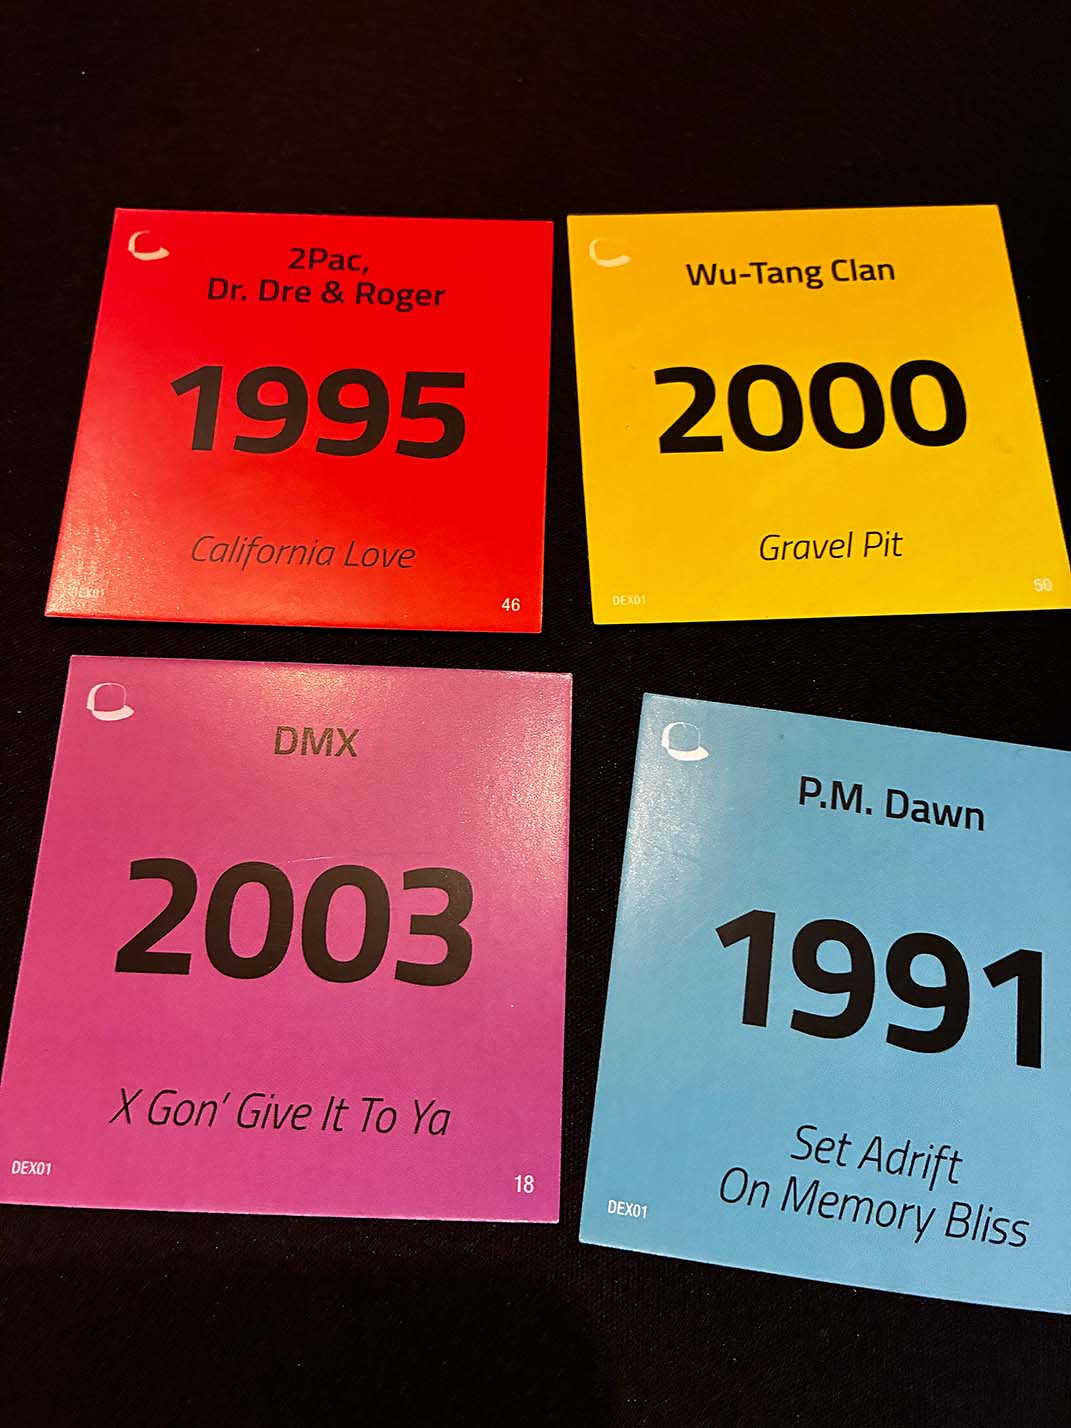 2Pac,
Dr. Dre & Roger
1995
California Love
DEX01
46
Wu-Tang Clan
2000
Gravel Pit
DEX01
50
DMX
2003
X Gon' Give It To Ya
DEX01
18
P.M. Dawn
1991
Set Adrift
On Memory Bliss
DEX01